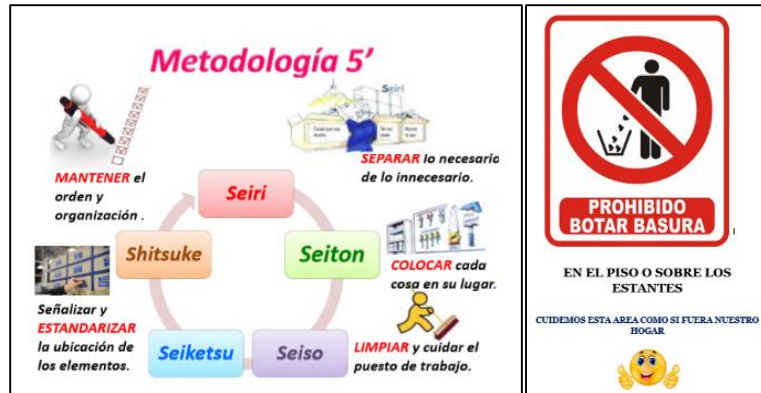 Metodología 5’
Seiri
SEPARAR lo necesario
de lo innecesario.
MANTENER el
orden y
organización .
Seiri
Shitsuke
Seiton
COLOCAR cada
cosa en su lugar.
Señalizar y
ESTANDARIZAR
la ubicación de
los elementos.
Seiketsu
Seiso
LIMPIAR y cuidar el
puesto de trabajo.
PROHIBIDO
BOTAR BASURA
EN EL PISO O SOBRE LOS
ESTANTES
CUIDEMOS ESTA AREA COMO SI FUERA NUESTRO
HOGAR